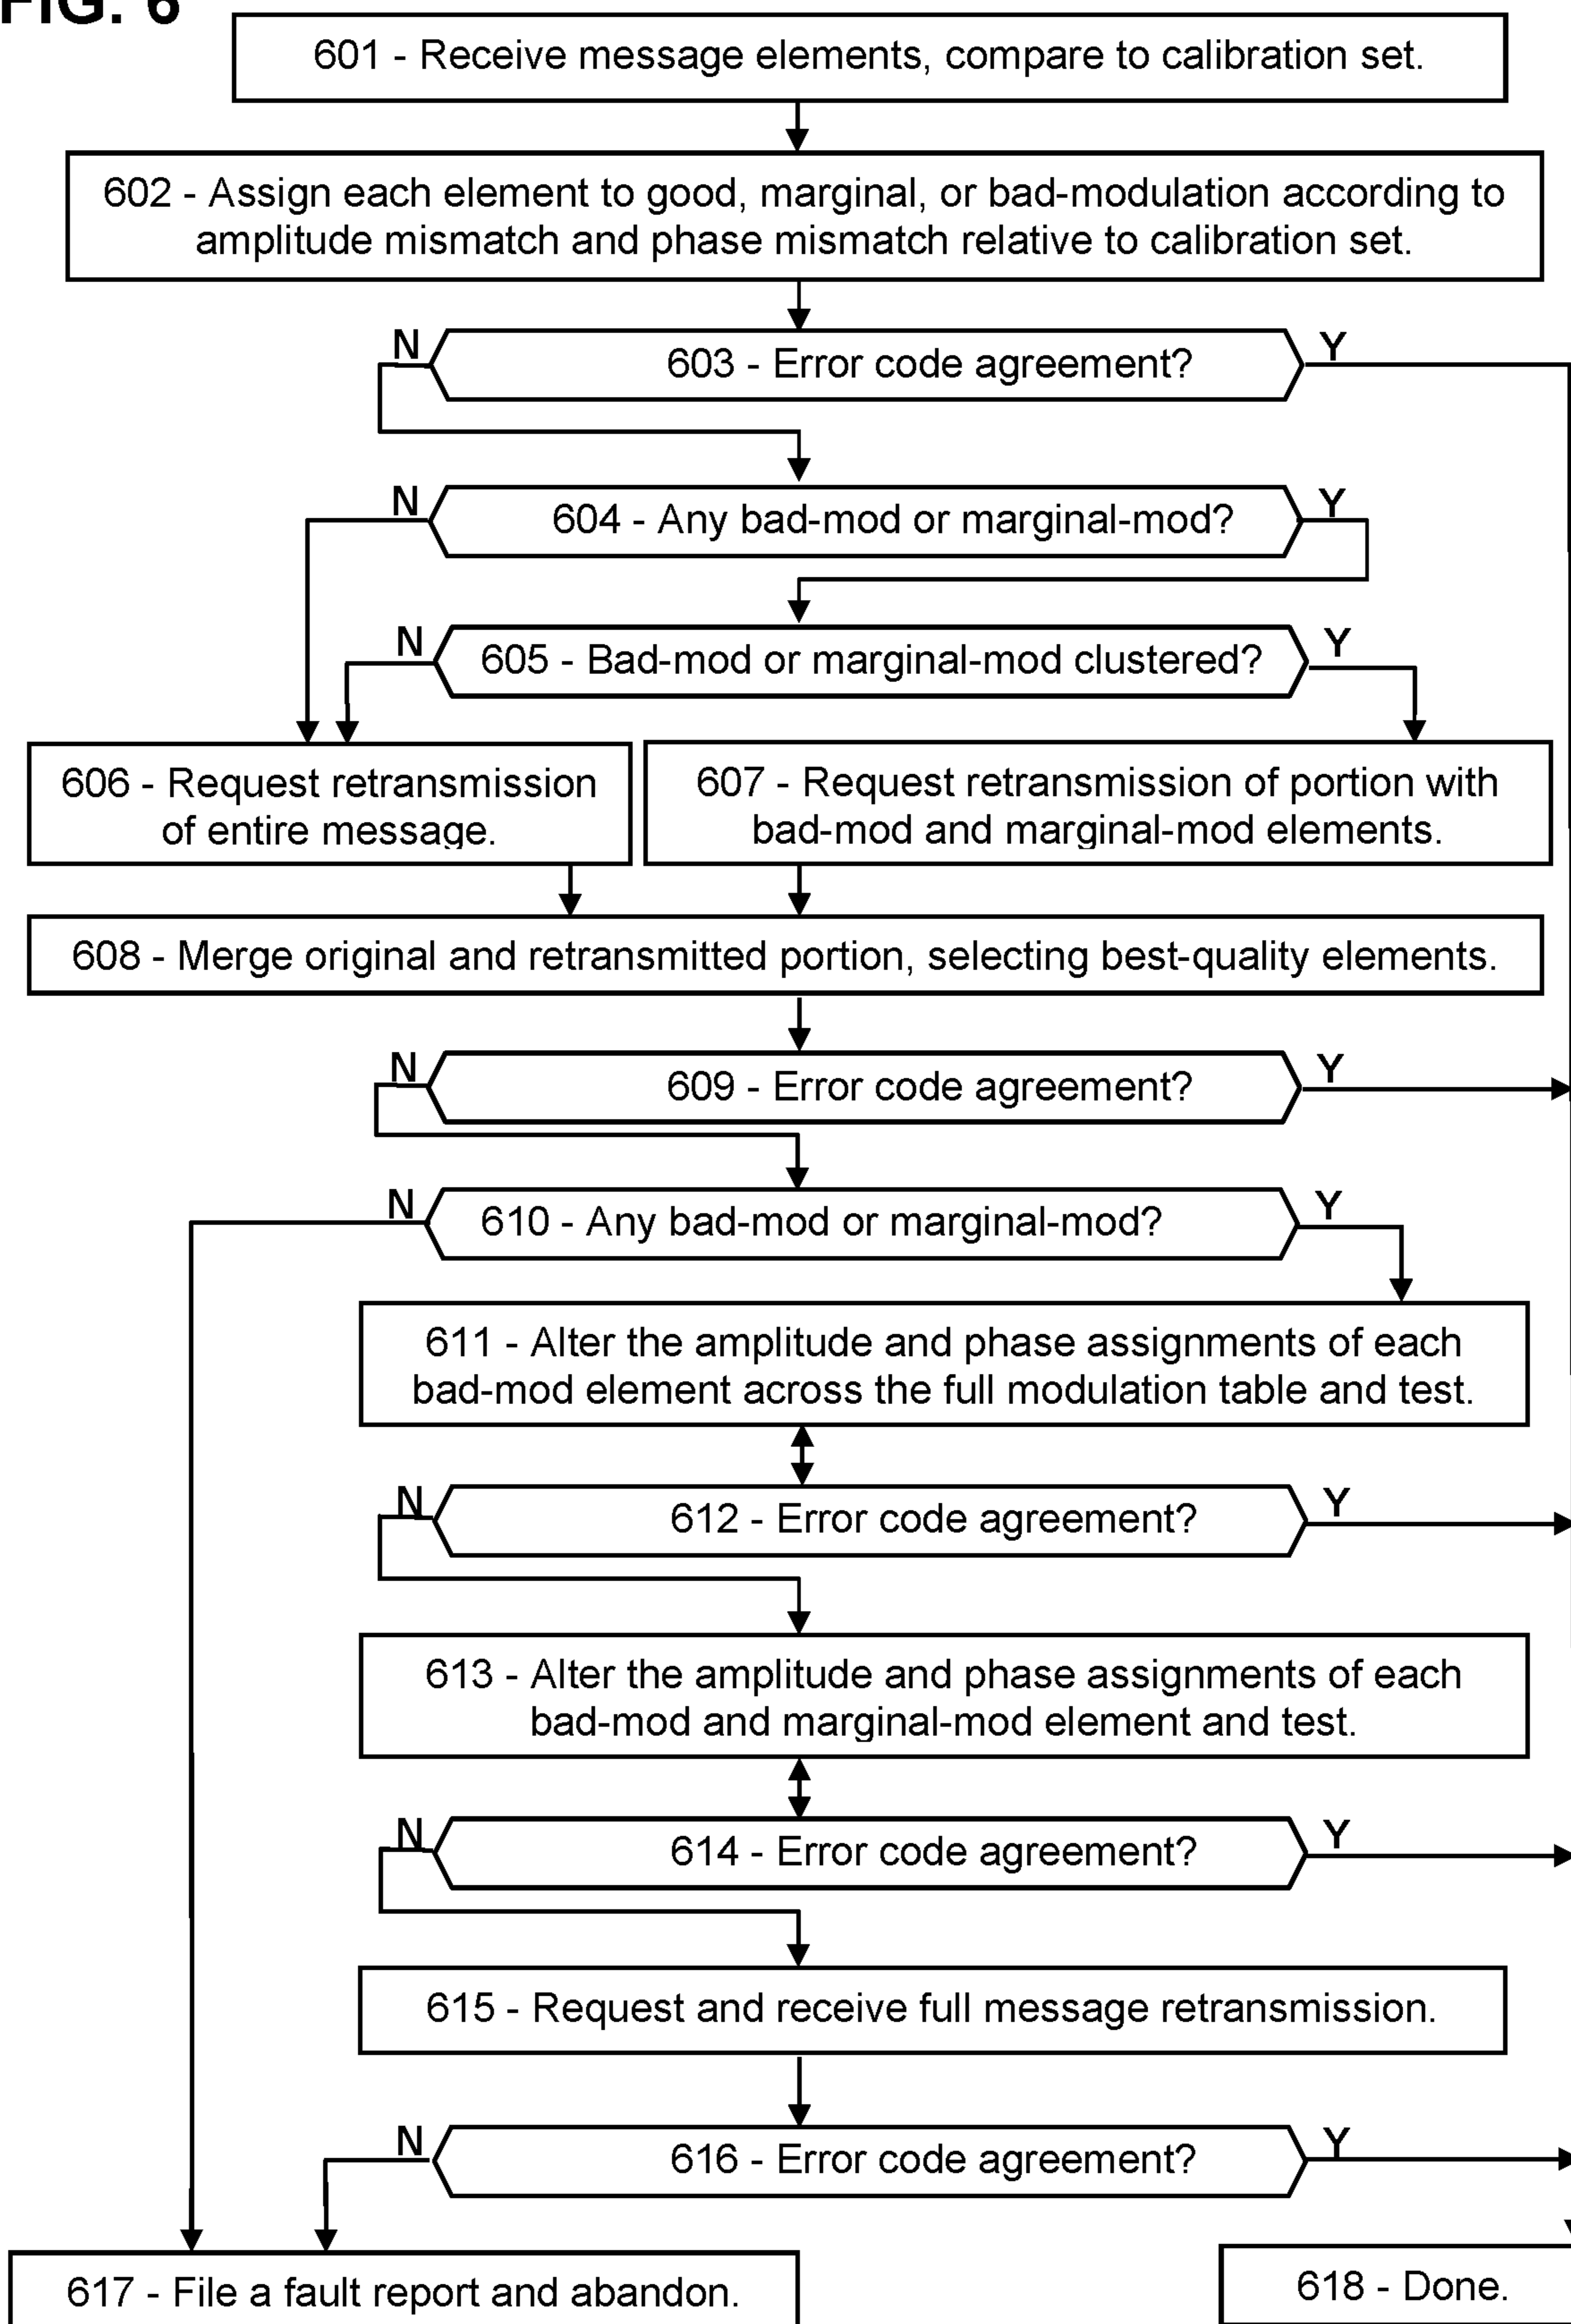 FIG. 6
601 - Receive message elements, compare to calibration set.
602 - Assign each element to good, marginal, or bad-modulation according to
amplitude mismatch and phase mismatch relative to calibration set.
N
603 - Error code agreement?
Y
N
604 - Any bad-mod or marginal-mod?
Y
N
605 - Bad-mod or marginal-mod clustered?
Y
606 - Request retransmission
of entire message.
607 - Request retransmission of portion with
bad-mod and marginal-mod elements.
608 - Merge original and retransmitted portion, selecting best-quality elements.
N
609 - Error code agreement?
Y
N
610 - Any bad-mod or marginal-mod?
Y
611 - Alter the amplitude and phase assignments of each
bad-mod element across the full modulation table and test.
N
612 - Error code agreement?
Y
613 - Alter the amplitude and phase assignments of each
bad-mod and marginal-mod element and test.
N
614 - Error code agreement?
Y
615 - Request and receive full message retransmission.
N
616 - Error code agreement?
Y
617 - File a fault report and abandon.
618 - Done.